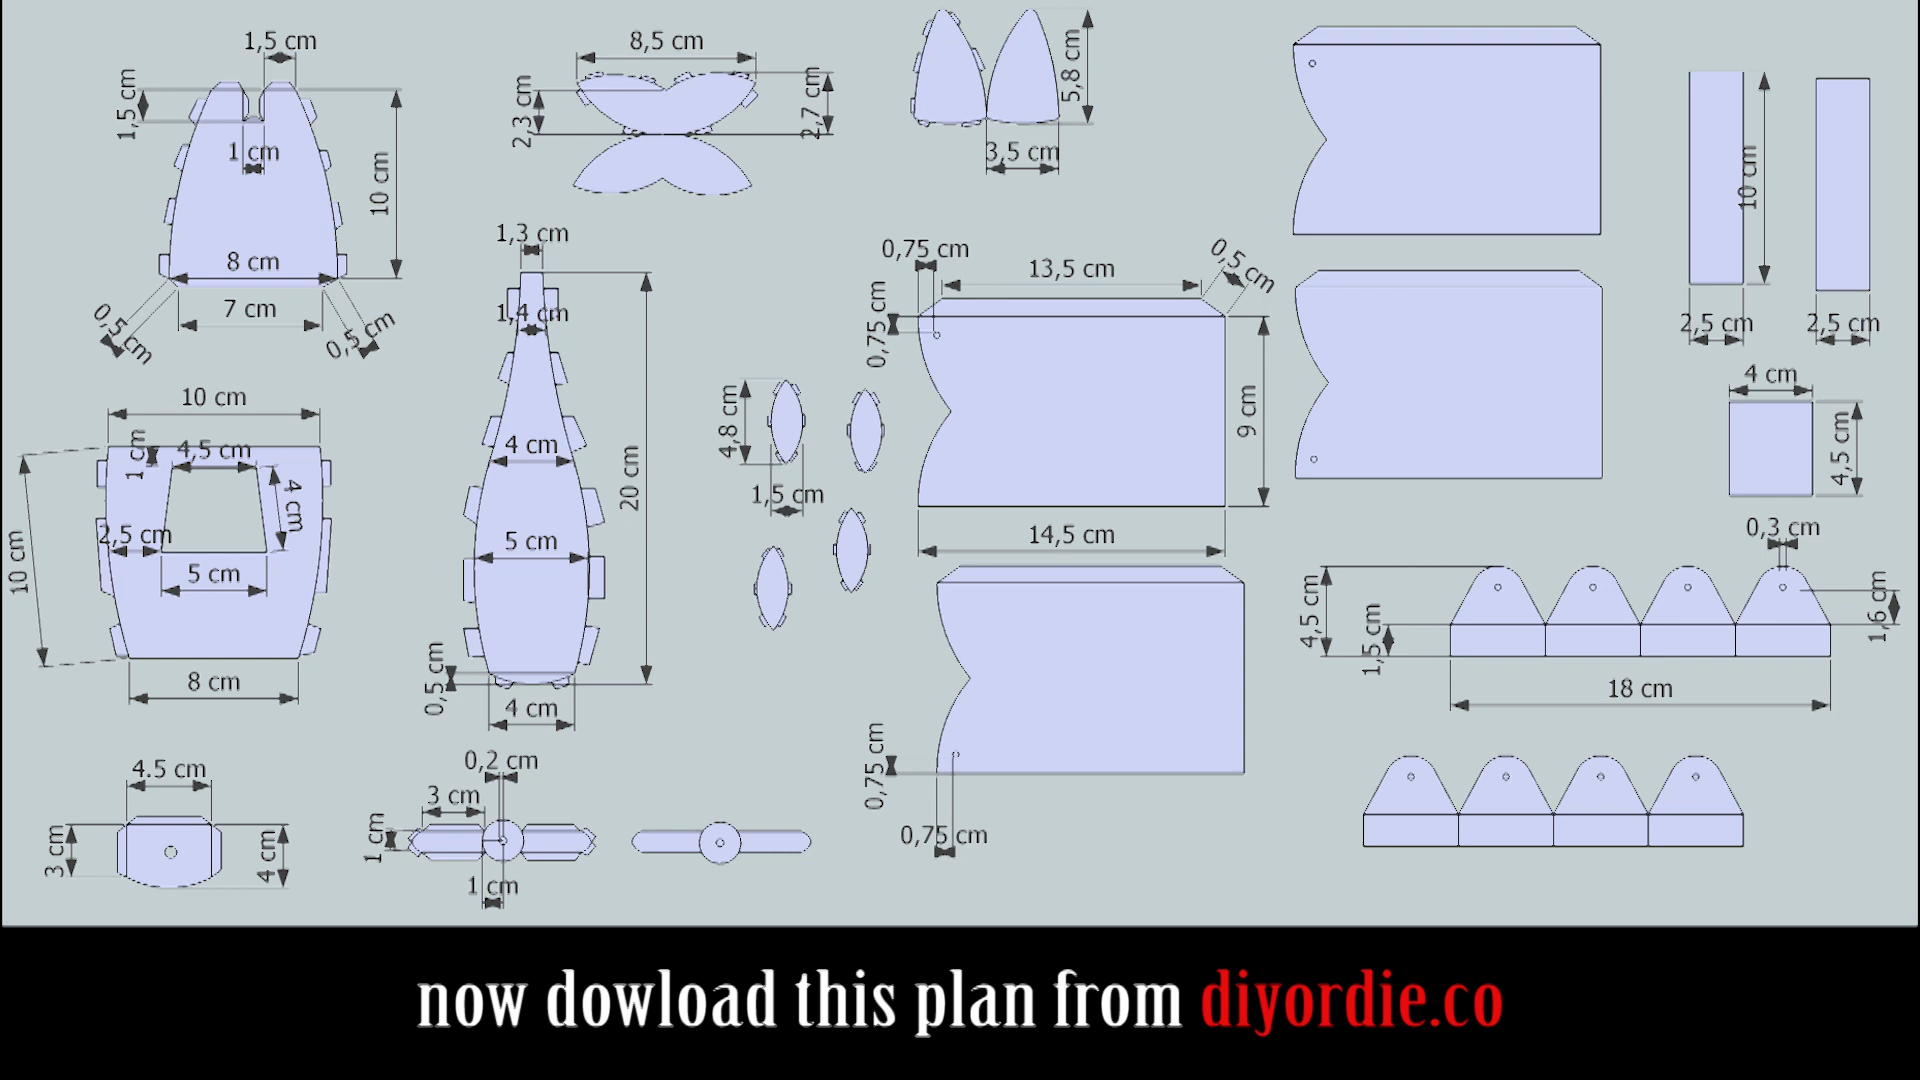 1,5 cm
1,5 cm
1 cm
10 cm
8 cm
7 cm
0,5 cm
0,5 cm
8,5 cm
2,3 cm
2,7 cm
5,8 cm
3,5 cm
10 cm
2,5 cm
2,5 cm
4 cm
4,5 cm
1,3 cm
1,4 cm
4 cm
5 cm
20 cm
0,5 cm
4 cm
0,75 cm
0,75 cm
13,5 cm
0,5 cm
9 cm
14,5 cm
4,8 cm
1,5 cm
10 cm
1 cm
4,5 cm
4 cm
2,5 cm
5 cm
10 cm
8 cm
0,3 cm
4,5 cm
1,5 cm
1,6 cm
18 cm
4.5 cm
3 cm
4 cm
0,2 cm
3 cm
1 cm
1 cm
0,75 cm
0,75 cm
now dowload this plan from diyordie.co